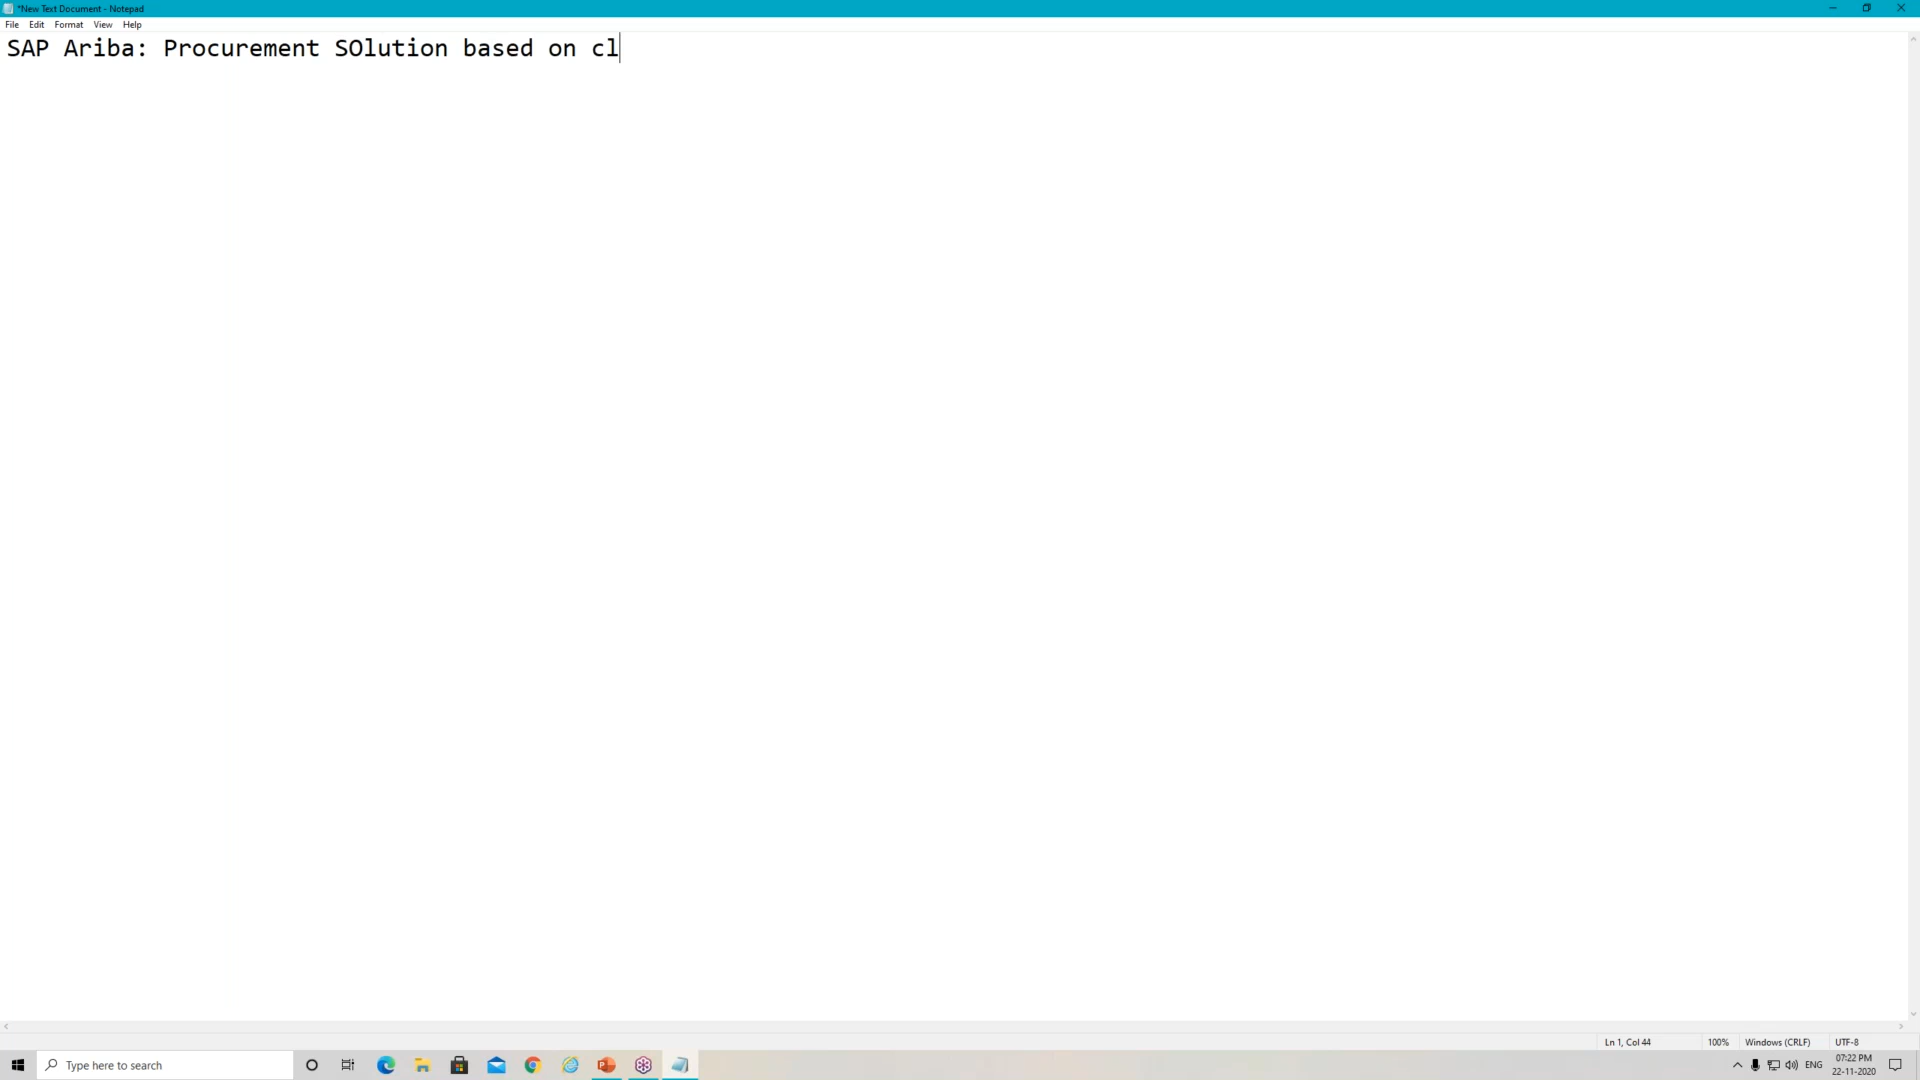 *New Text Document - Notepad
File Edit Format View Help
SAP Ariba: Procurement SOlution based on cl
Ln 1, Col 44 100% Windows (CRLF) UTF-8
Type here to search
ENG
07:22 PM
22-11-2020